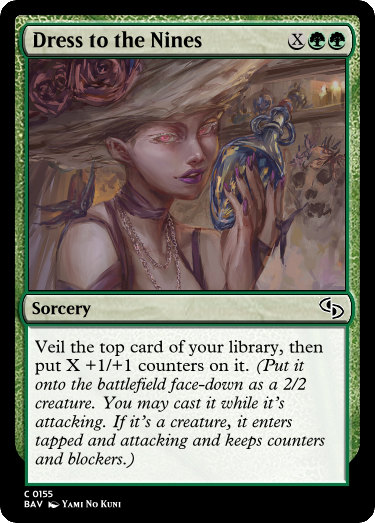 Dress to the Nines X
Sorcery
Veil the top card of your library, then
put X +1/+1 counters on it. (Put it
onto the battlefield face-down as a 2/2
creature. You may cast it while it's
attacking. If it's a creature, it enters
tapped and attacking and keeps counters
and blockers.)
C 0155
BAV Yami No Kuni